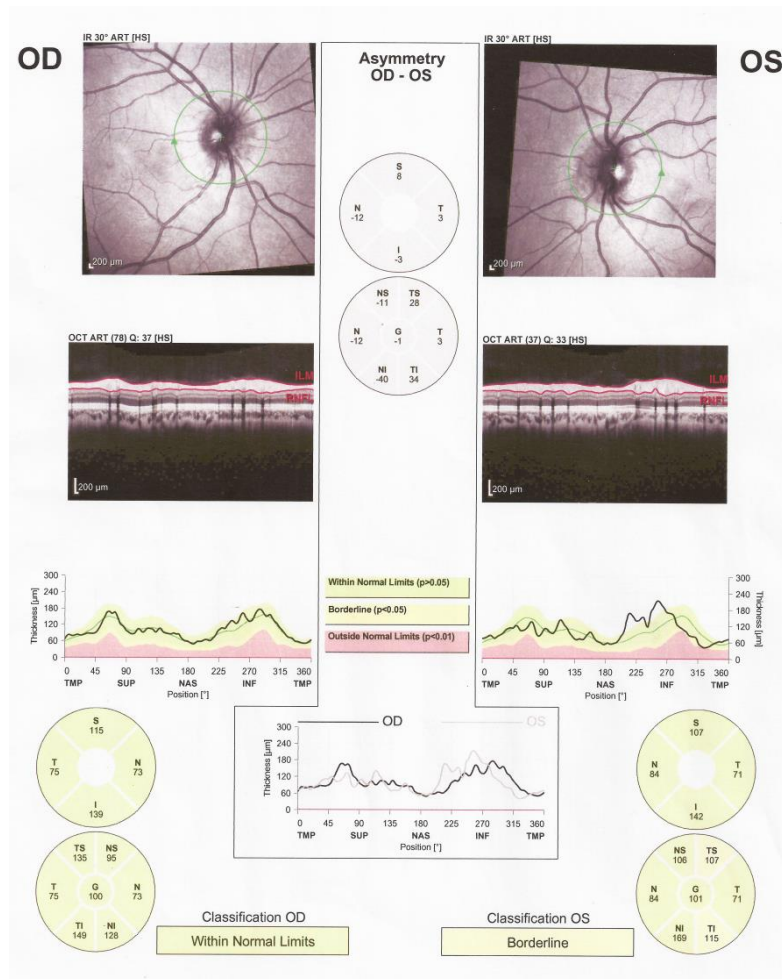 IR 30° ART [HS]
OD
200 µm
Asymmetry
OD - OS
IR 30° ART [HS]
OS
200 µm
S
8
N
-12
T
3
I
-3
NS
-11
TS
28
N
-12
G
-1
T
3
NI
-40
TI
34
OCT ART (78) Q: 37 [HS]
ILM
RNFL
200 µm
OCT ART (37) Q: 33 [HS]
ILM
RNFL
200 µm
Thickness [µm]
300
240
180
120
60
0
0 45 90 135 180 225 270 315 360
TMP SUP NAS INF TMP
Position [°]
Within Normal Limits (p>0.05)
Borderline (p<0.05)
Outside Normal Limits (p<0.01)
300
240
180
120
60
0
Thickness [µm]
0 45 90 135 180 225 270 315 360
TMP SUP NAS INF TMP
Position [°]
OD
OS
Thickness [µm]
300
240
180
120
60
0
0 45 90 135 180 225 270 315 360
TMP SUP NAS INF TMP
Position [°]
S
115
T
75
N
73
I
139
TS
135
NS
95
T
75
G
100
N
73
TI
149
NI
128
S
107
N
84
T
71
I
142
NS
106
TS
107
N
84
G
101
T
71
NI
169
TI
115
Classification OD
Within Normal Limits
Classification OS
Borderline